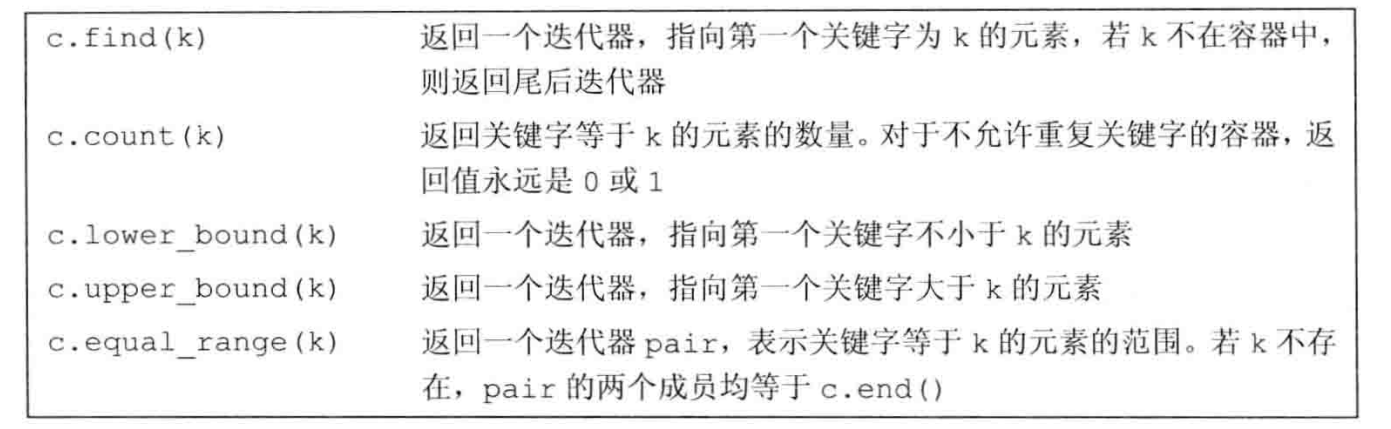 c.find(k) 返回一个迭代器，指向第一个关键字为 k 的元素，若 k 不在容器中，
则返回尾后迭代器
c.count(k) 返回关键字等于 k 的元素的数量。对于不允许重复关键字的容器，返
回值永远是 0 或 1
c.lower_bound(k) 返回一个迭代器，指向第一个关键字不小于 k 的元素
c.upper_bound(k) 返回一个迭代器，指向第一个关键字大于 k 的元素
c.equal_range(k) 返回一个迭代器 pair，表示关键字等于 k 的元素的范围。若 k 不存
在，pair 的两个成员均等于 c.end()